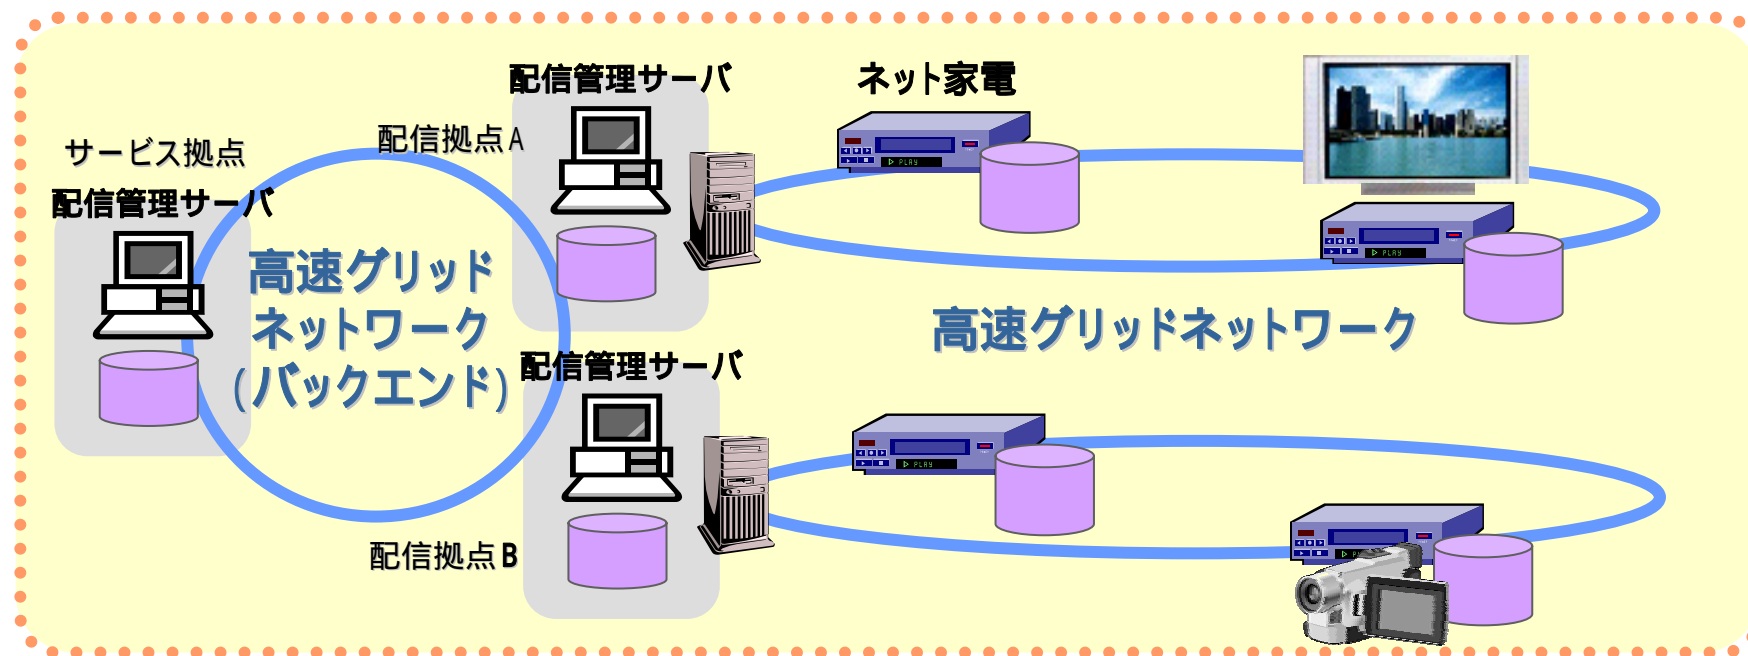 サービス拠点
配信管理サーバ
配信拠点A
配信管理サーバ
高速グリッド
ネットワーク
(バックエンド)
配信管理サーバ
配信拠点B
ネット家電
PLAY
PLAY
高速グリッドネットワーク
PLAY